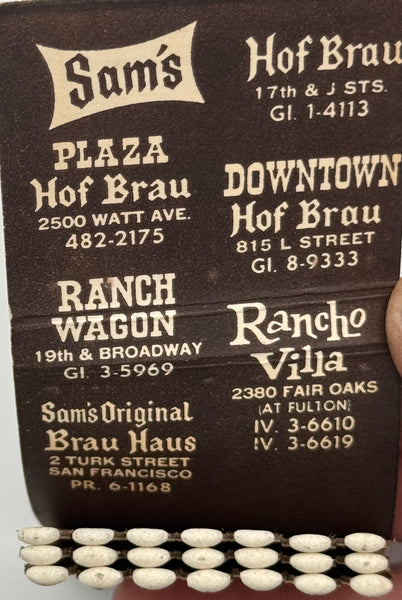 Sam's
Hof Brau
17th & J STS.
GI. 1-4113
PLAZA
Hof Brau
2500 WATT AVE.
482-2175
DOWNTOWN
Hof Brau
815 L STREET
GI. 8-9333
RANCH
WAGON
19th & BROADWAY
GI. 3-5969
Rancho
Villa
2380 FAIR OAKS
(AT FULTON)
IV. 3-6610
IV. 3-6619
Sam's Original
Brau Haus
2 TURK STREET
SAN FRANCISCO
PR. 6-1168